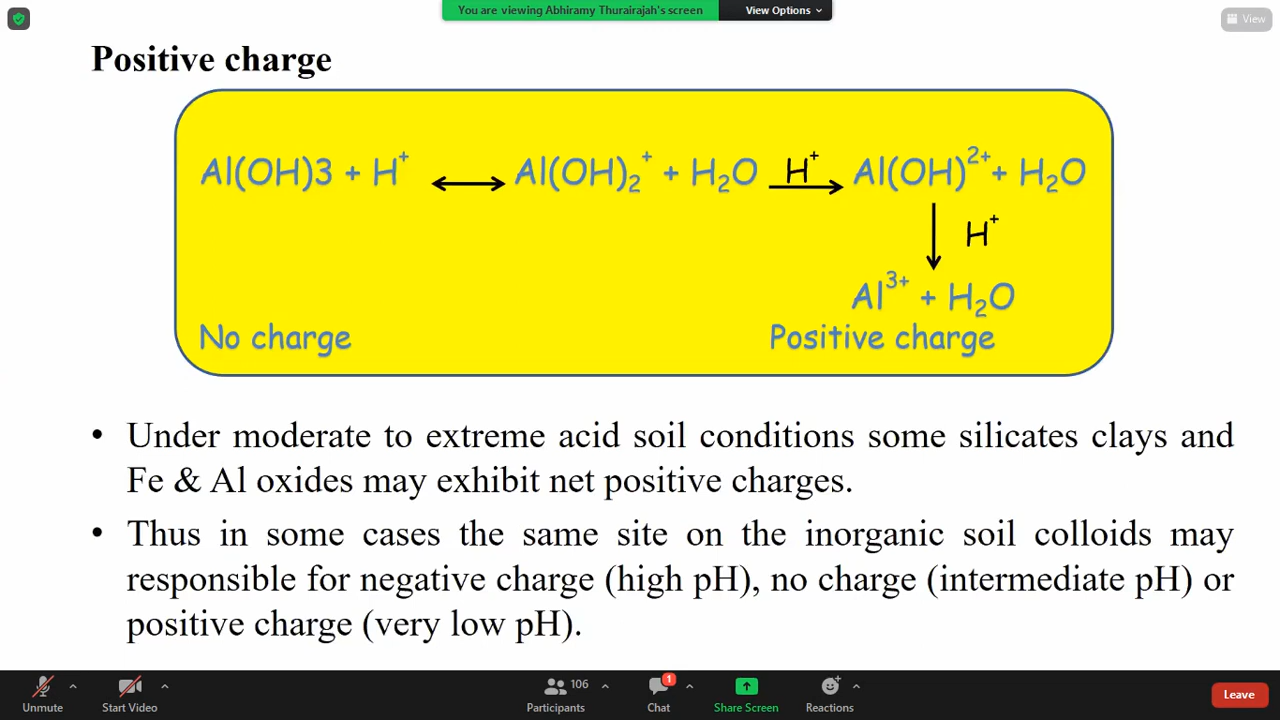 You are viewing Abhiramy Thurairajah's screen
View Options
View
Positive charge
Al(OH)3 + H⁺ ↔ Al(OH)₂⁺ + H₂O H⁺ → Al(OH)²⁺ + H₂O
↓ H⁺
Al³⁺ + H₂O
No charge Positive charge
• Under moderate to extreme acid soil conditions some silicates clays and
Fe & Al oxides may exhibit net positive charges.
• Thus in some cases the same site on the inorganic soil colloids may
responsible for negative charge (high pH), no charge (intermediate pH) or
positive charge (very low pH).
106
1
Unmute
Start Video
Participants
Chat
Share Screen
Reactions
Leave